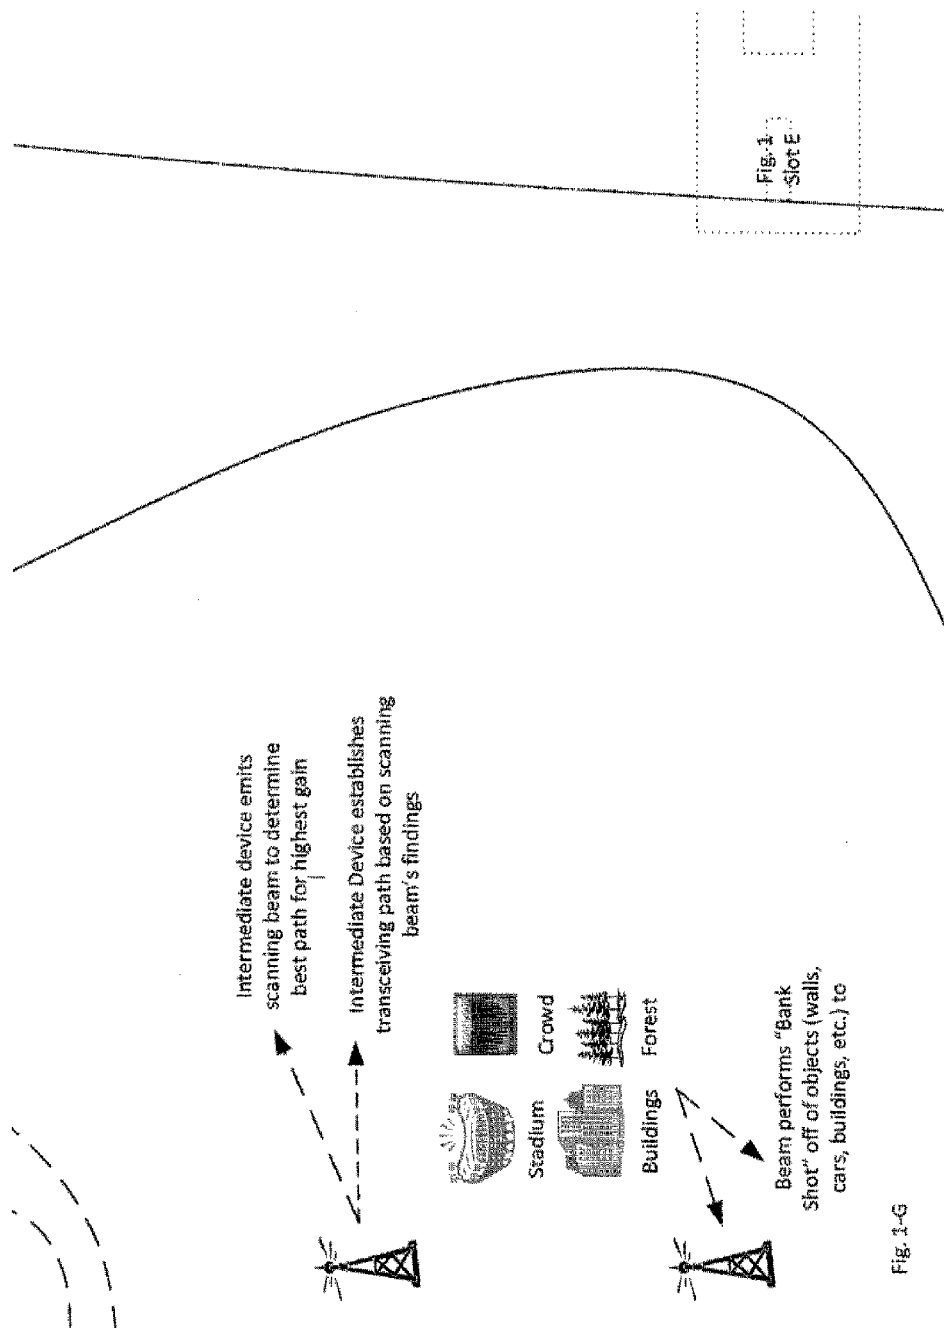 Intermediate device emits
scanning beam to determine
best path for highest gain
Intermediate Device establishes
transceiving path based on scanning
beam's findings
Stadium
Crowd
Buildings
Forest
Beam performs "Bank
Shot" off of objects (walls,
cars, buildings, etc.) to
Fig. 1
Slot E
Fig. 1-G